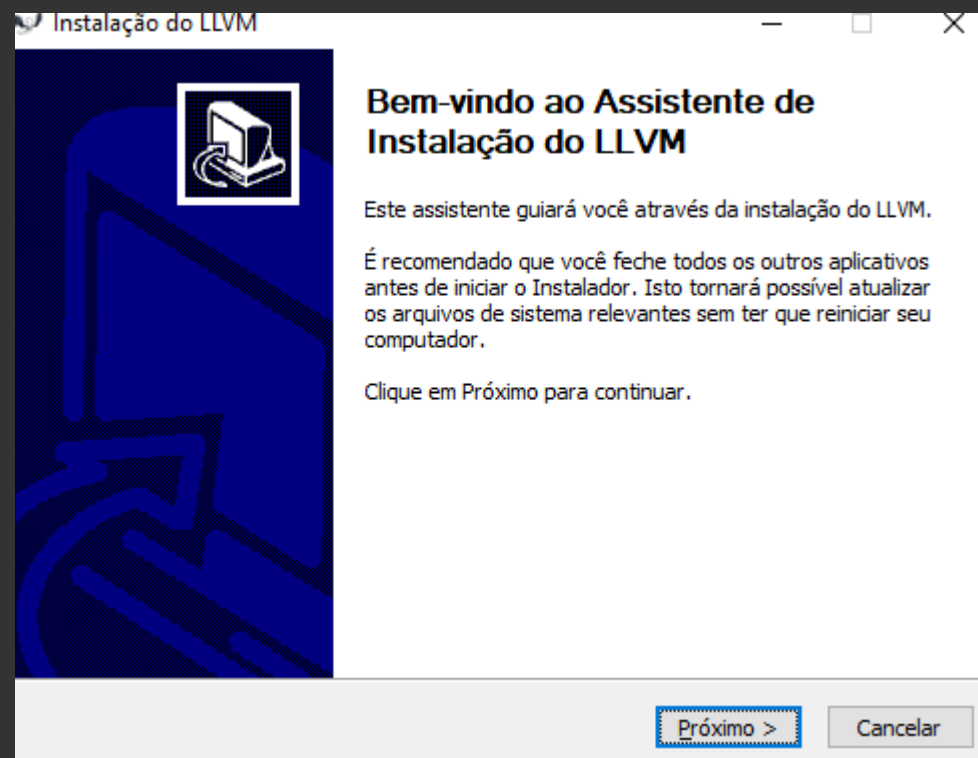 Instalação do LLVM
Bem-vindo ao Assistente de
Instalação do LLVM
Este assistente guiará você através da instalação do LLVM.
É recomendado que você feche todos os outros aplicativos
antes de iniciar o Instalador. Isto tornará possível atualizar
os arquivos de sistema relevantes sem ter que reiniciar seu
computador.
Clique em Próximo para continuar.
Próximo >
Cancelar